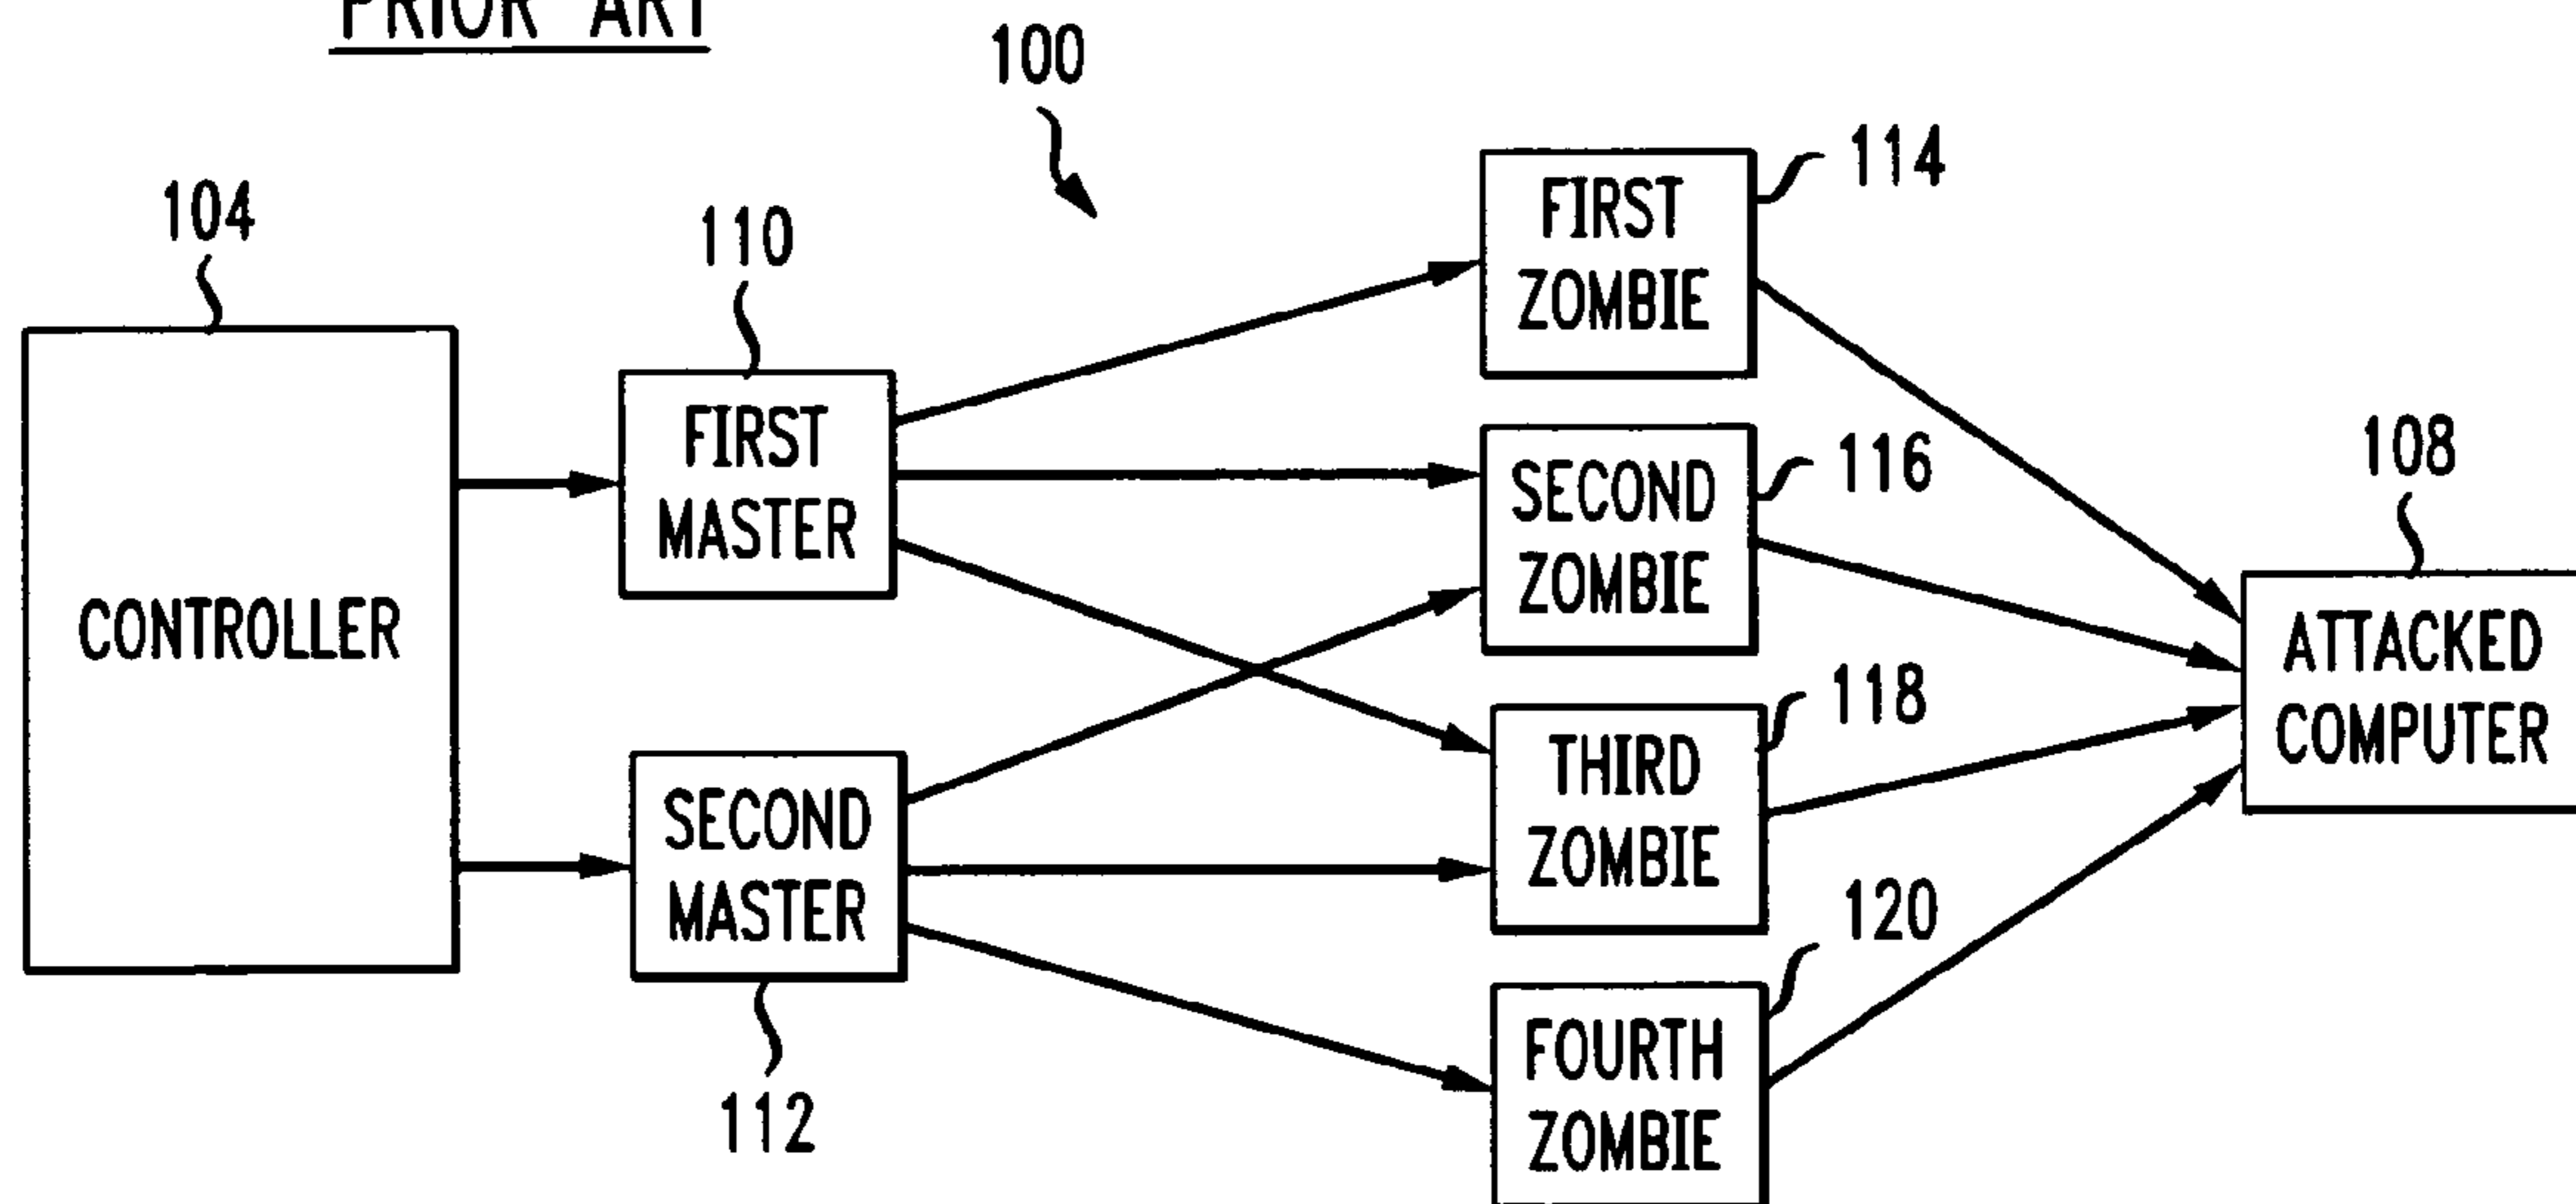 PRIOR ART
100
104
110
114
FIRST
ZOMBIE
116
108
FIRST
MASTER
SECOND
ZOMBIE
CONTROLLER
118
ATTACKED
COMPUTER
SECOND
MASTER
THIRD
ZOMBIE
120
112
FOURTH
ZOMBIE